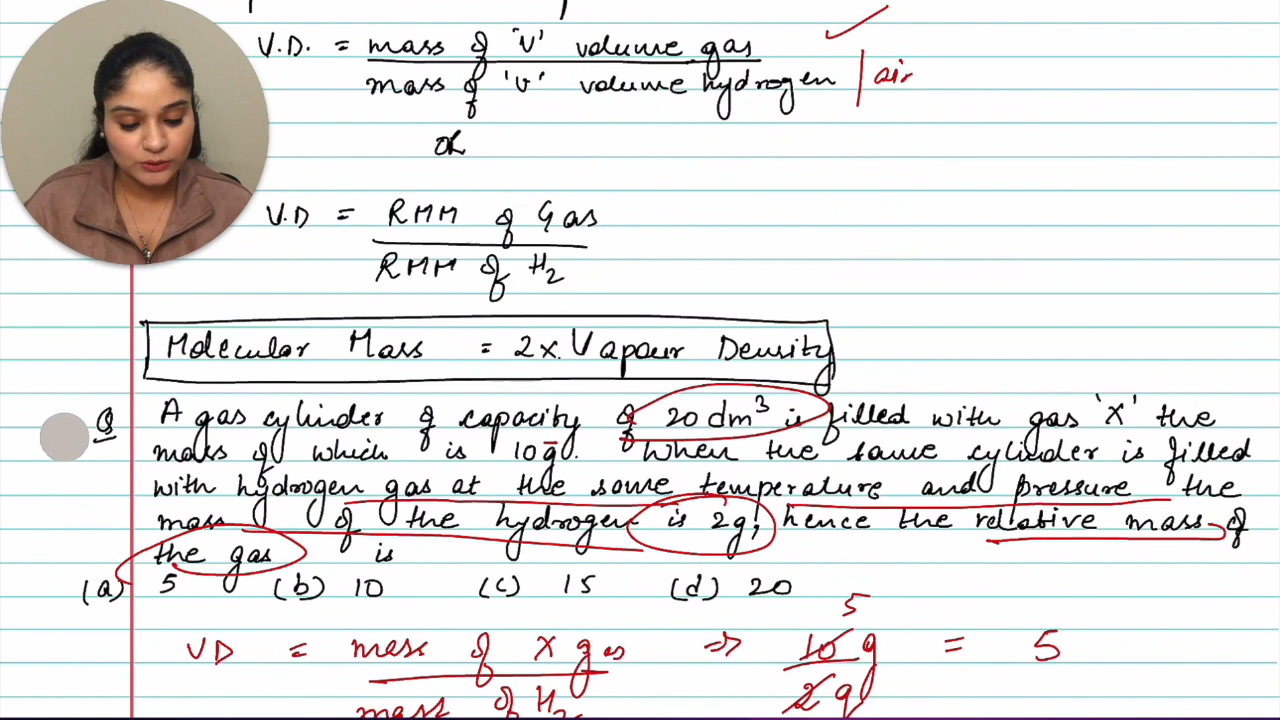 V.D. = mass of 'V' volume gas
mass of 'v' volume hydrogen | air
or
V.D = RMM of Gas
RMM of H2
Molecular Mass = 2x Vapour Density
Q A gas cylinder of capacity of 20 dm³ is filled with gas 'X' the
mass of which is 10g. When the same cylinder is filled
with hydrogen gas at the same temperature and pressure the
mass of the hydrogen is 2g, hence the relative mass of
the gas is
(a) 5 (b) 10 (c) 15 (d) 20
5
VD = mass of X gas ⇒ 10g = 5
mass of H2 2g